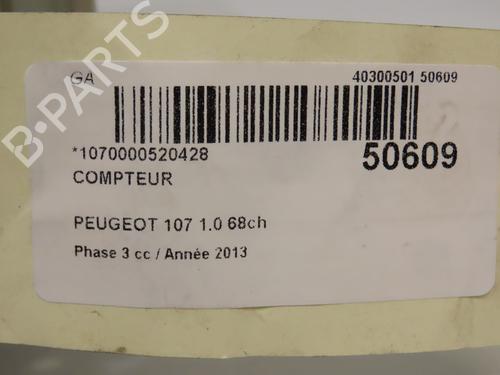 GA
40300501 50609
*1070000520428
50609
COMPTEUR
PEUGEOT 107 1.0 68ch
Phase 3 cc / Année 2013
B-PARTS